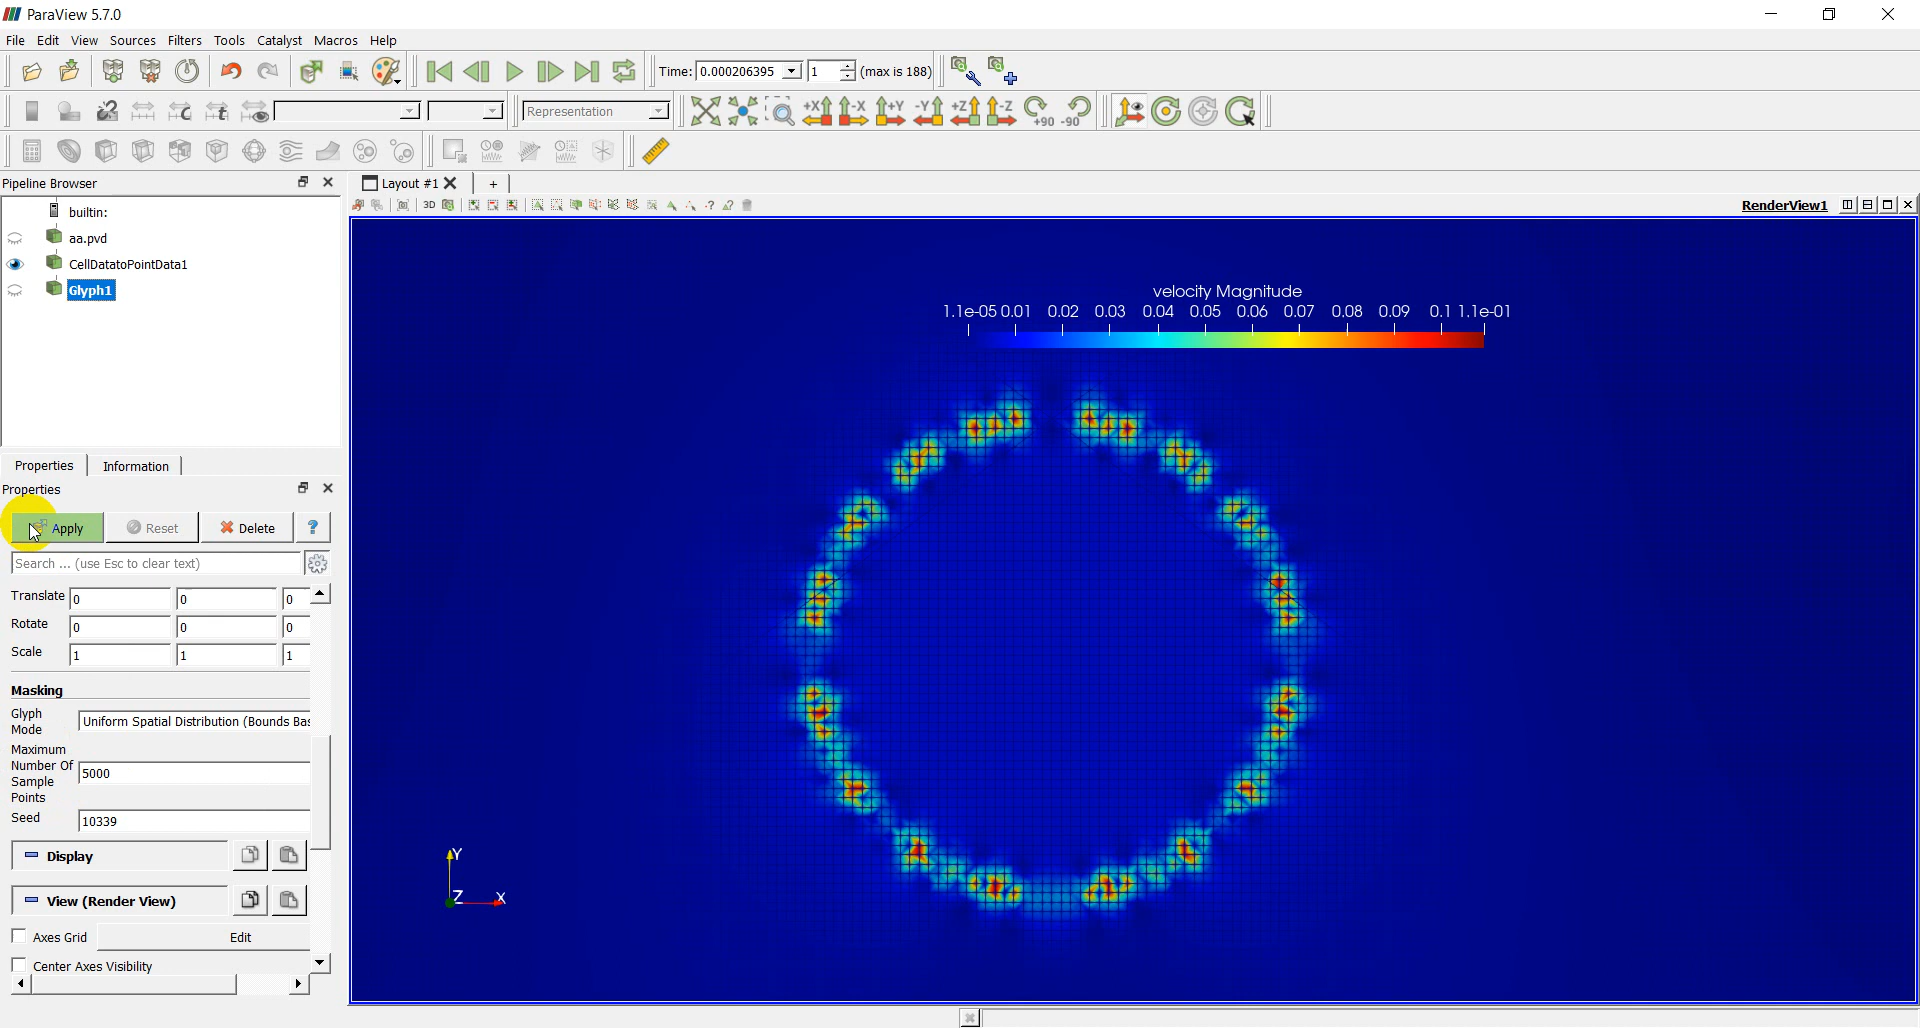 ParaView 5.7.0
File Edit View Sources Filters Tools Catalyst Macros Help
Time: 0.000206395 1 (max is 188)
Representation +X -X +Y -Y +Z -Z +90 -90
Pipeline Browser
Layout #1 +
3D
RenderView1
builtin:
aa.pvd
CellDatatoPointData1
Glyph1
velocity Magnitude
1.1e-05 0.01 0.02 0.03 0.04 0.05 0.06 0.07 0.08 0.09 0.1 1.1e-01
Properties Information
Properties
Apply Reset Delete ?
Search ... (use Esc to clear text)
Translate 0 0 0
Rotate 0 0 0
Scale 1 1 1
Masking
Glyph
Mode
Uniform Spatial Distribution (Bounds Bas
Maximum
Number Of
Sample
Points
5000
Seed 10339
Display
View (Render View)
Axes Grid Edit
Center Axes Visibility
Y
Z X